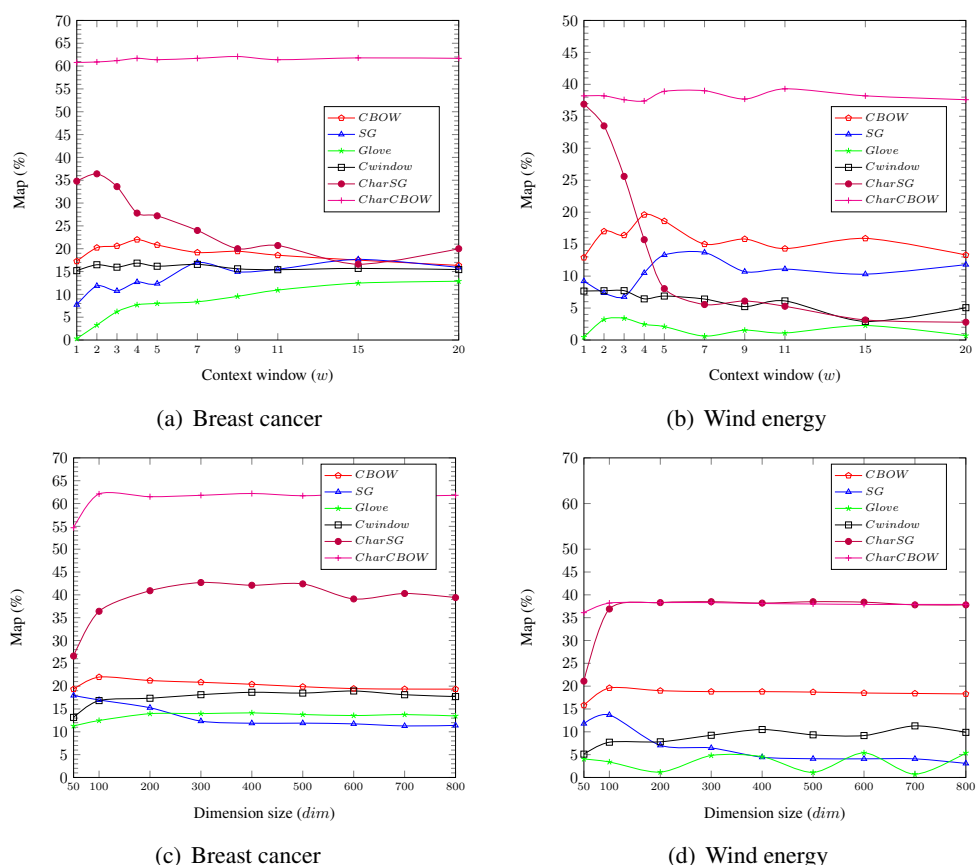 70
65
60
55
50
45
40
35
30
25
20
15
10
5
0
Map (%)
CBOW
SG
Glove
Cwindow
CharSG
CharCBOW
1 2 3 4 5 7 9 11 15 20
Context window (w)
(a) Breast cancer
50
45
40
35
30
25
20
15
10
5
0
Map (%)
CBOW
SG
Glove
Cwindow
CharSG
CharCBOW
1 2 3 4 5 7 9 11 15 20
Context window (w)
(b) Wind energy
70
65
60
55
50
45
40
35
30
25
20
15
10
5
0
Map (%)
CBOW
SG
Glove
Cwindow
CharSG
CharCBOW
50 100 200 300 400 500 600 700 800
Dimension size (dim)
(c) Breast cancer
70
65
60
55
50
45
40
35
30
25
20
15
10
5
0
Map (%)
CBOW
SG
Glove
Cwindow
CharSG
CharCBOW
50 100 200 300 400 500 600 700 800
Dimension size (dim)
(d) Wind energy